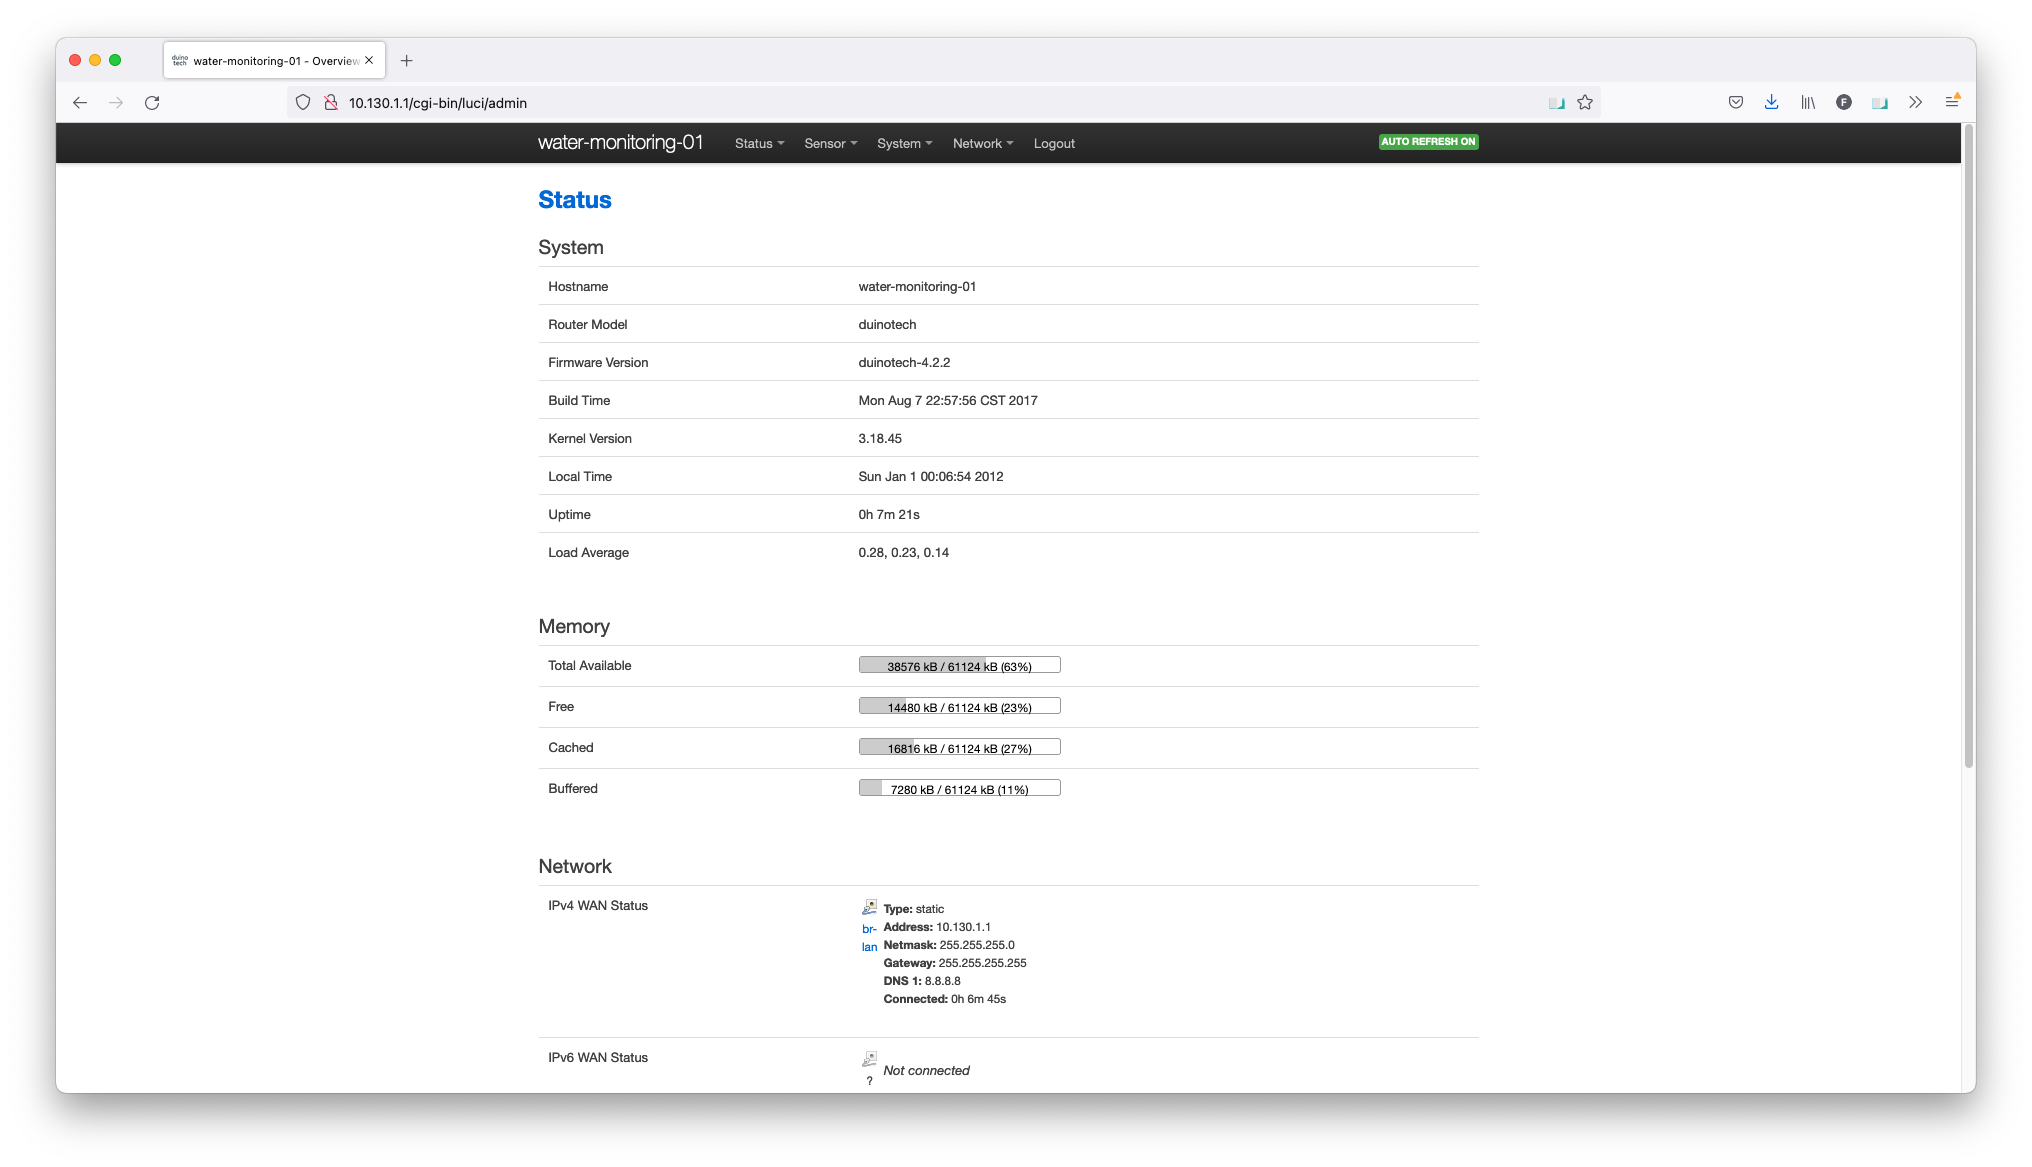 duino
tech
water-monitoring-01 - Overview
10.130.1.1/cgi-bin/luci/admin
F
water-monitoring-01 Status Sensor System Network Logout AUTO REFRESH ON
Status
System
Hostname water-monitoring-01
Router Model duinotech
Firmware Version duinotech-4.2.2
Build Time Mon Aug 7 22:57:56 CST 2017
Kernel Version 3.18.45
Local Time Sun Jan 1 00:06:54 2012
Uptime 0h 7m 21s
Load Average 0.28, 0.23, 0.14
Memory
Total Available 38576 kB / 61124 kB (63%)
Free 14480 kB / 61124 kB (23%)
Cached 16816 kB / 61124 kB (27%)
Buffered 7280 kB / 61124 kB (11%)
Network
IPv4 WAN Status Type: static
br- Address: 10.130.1.1
lan Netmask: 255.255.255.0
Gateway: 255.255.255.255
DNS 1: 8.8.8.8
Connected: 0h 6m 45s
IPv6 WAN Status
Not connected
?